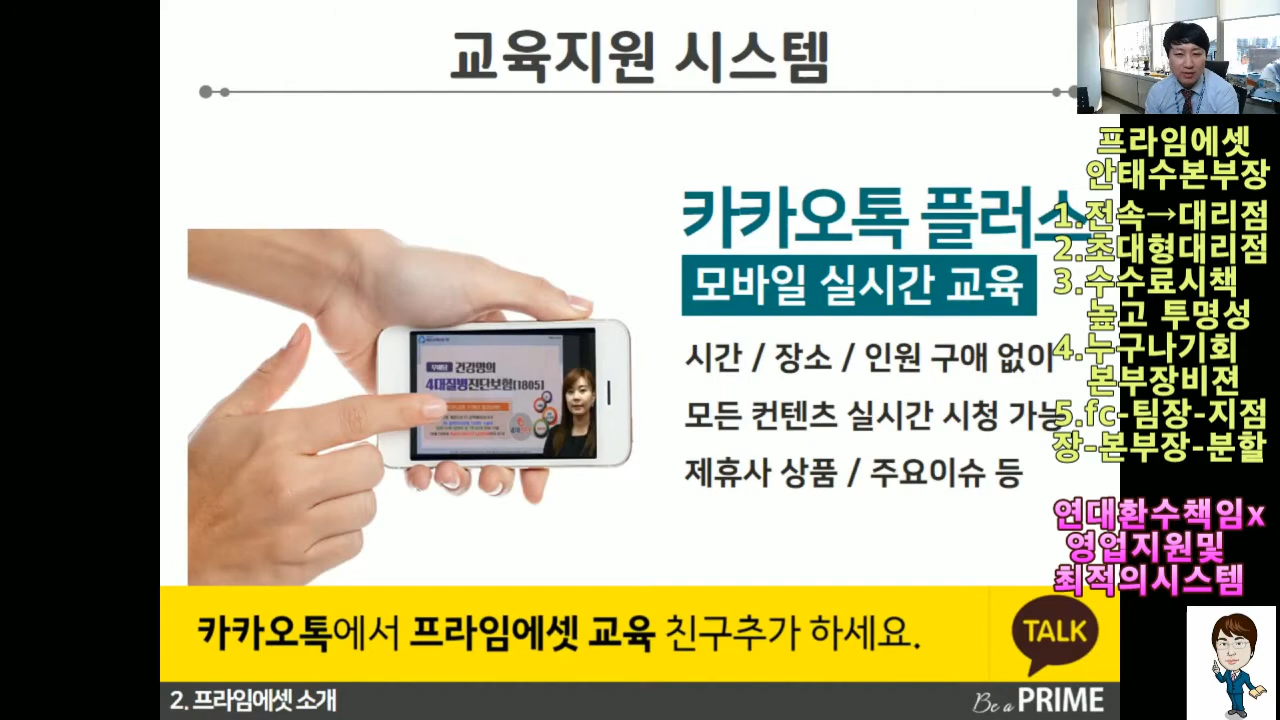 교육지원 시스템
카카오톡 플러스
모바일 실시간 교육
시간 / 장소 / 인원 구애 없이
모든 컨텐츠 실시간 시청 가능
제휴사 상품 / 주요이슈 등
건강명의
4대질병진단보험[1805]
카카오톡에서 프라임에셋 교육 친구추가 하세요.
TALK
2. 프라임에셋 소개
Be a PRIME
프라임에셋
안태수본부장
1.전속→대리점
2.초대형대리점
3.수수료시책
높고 투명성
4.누구나기회
본부장비젼
5.fc-팀장-지점
장-본부장-분할
연대환수책임x
영업지원및
최적의시스템